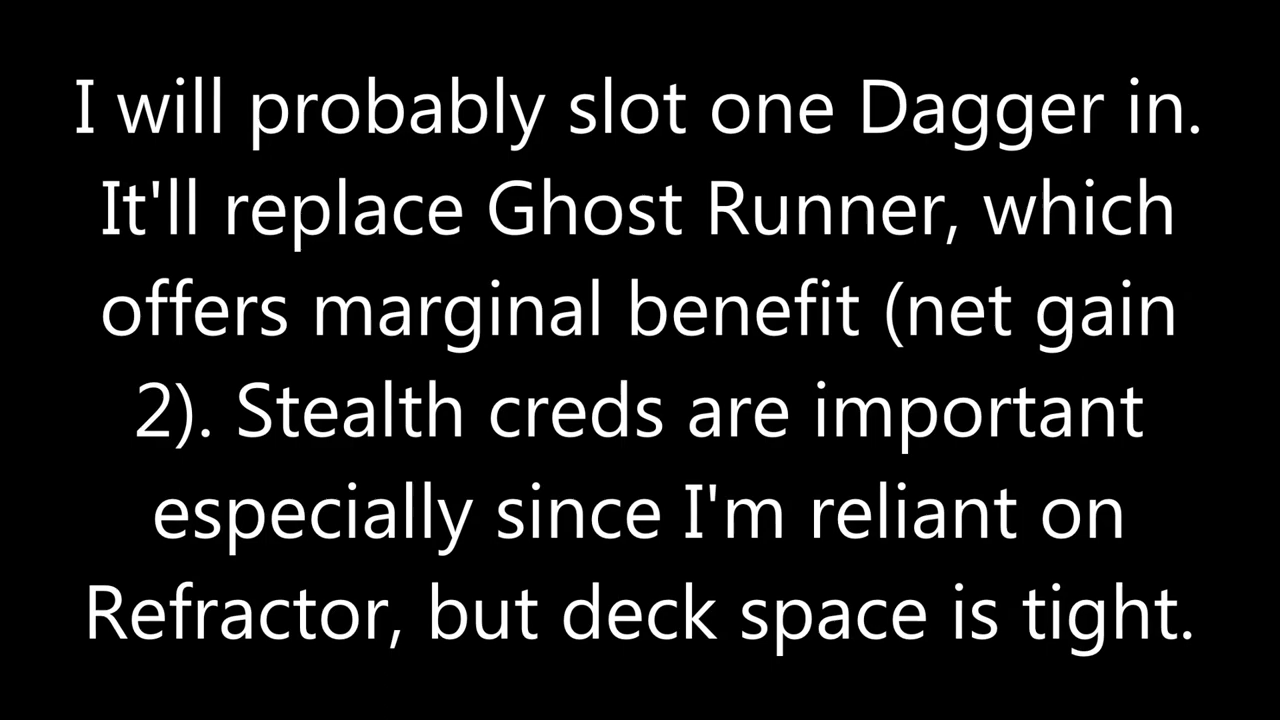 I will probably slot one Dagger in.
It'll replace Ghost Runner, which
offers marginal benefit (net gain
2). Stealth creds are important
especially since I'm reliant on
Refractor, but deck space is tight.